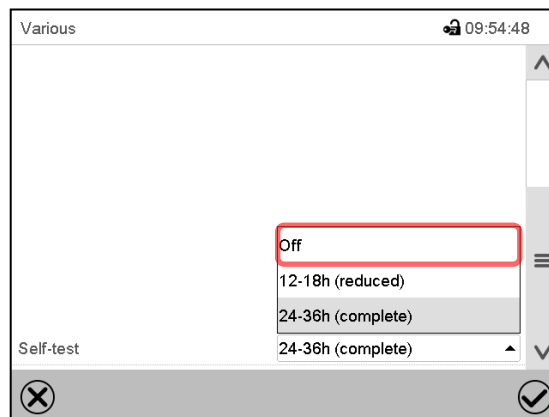 Various 09:54:48
Off
12-18h (reduced)
24-36h (complete)
Self-test 24-36h (complete)